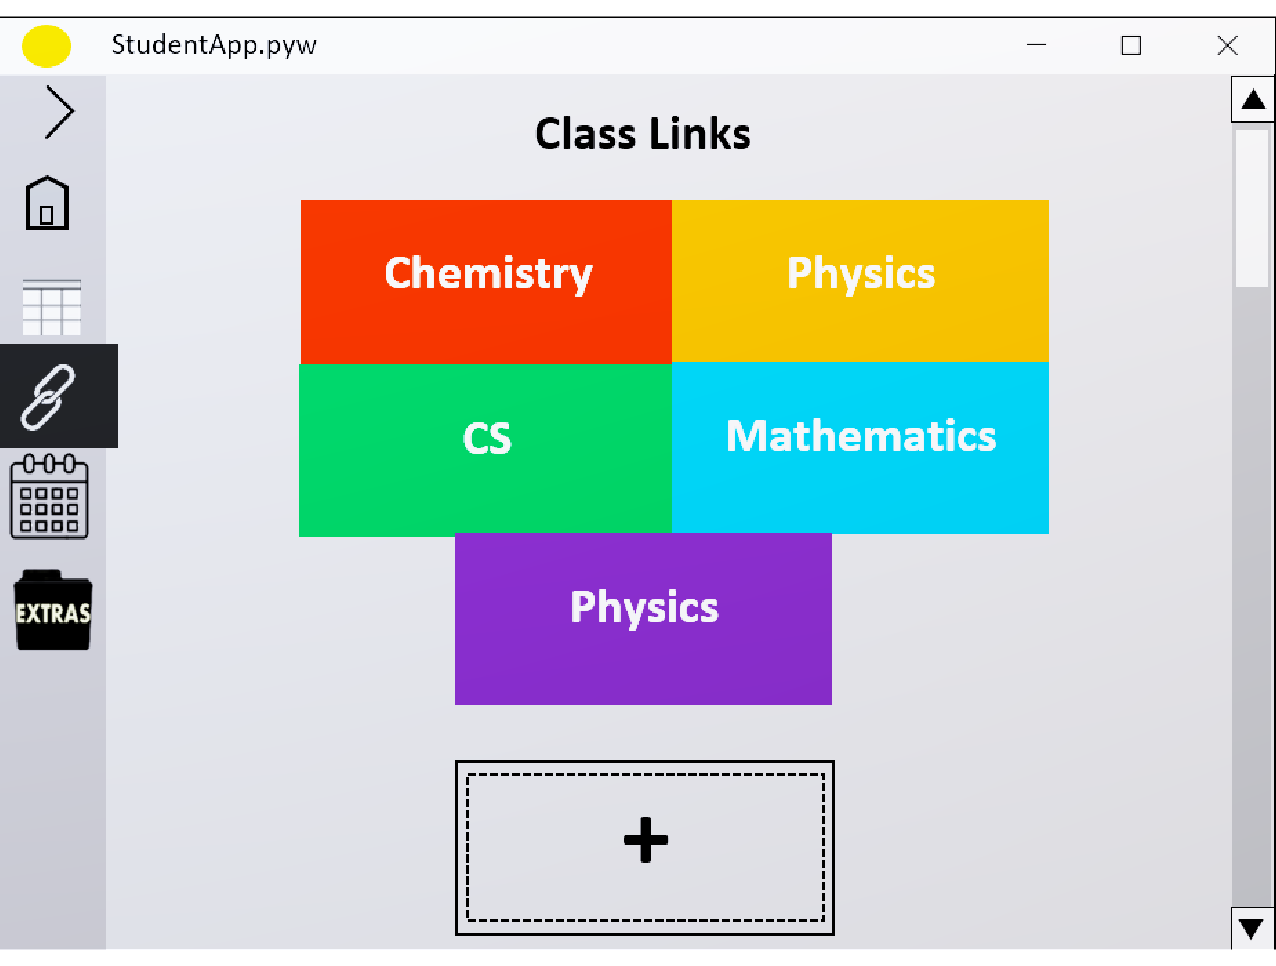 StudentApp.pyw
Class Links
Chemistry
Physics
CS
Mathematics
Physics
EXTRAS
+